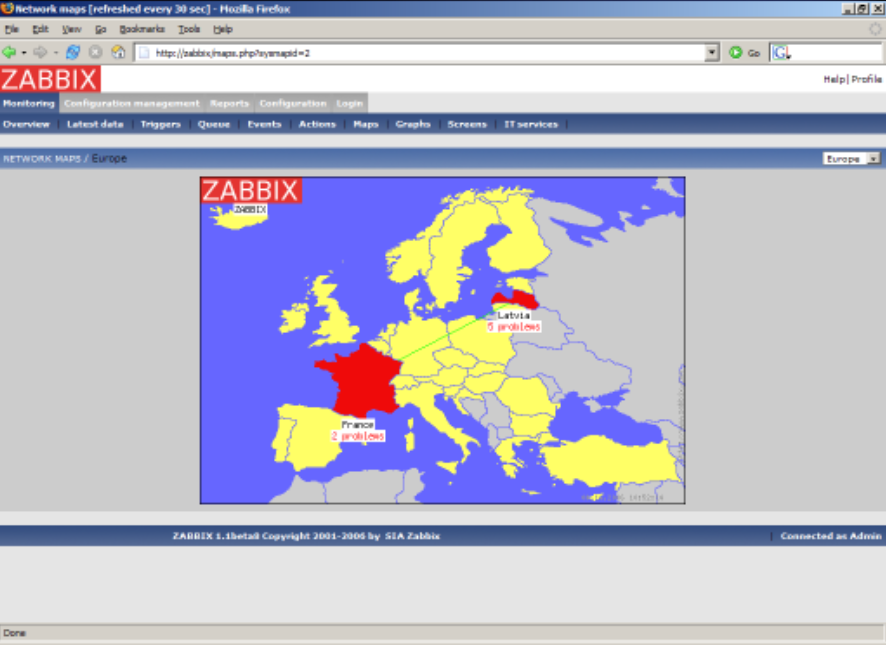 Network maps [refreshed every 30 sec] - Mozilla Firefox
File Edit View Go Bookmarks Tools Help
http://zabbix/maps.php?sysmapid=2 Go G
ZABBIX
Help | Profile
Monitoring Configuration management Reports Configuration Login
Overview | Latest data | Triggers | Queue | Events | Actions | Maps | Graphs | Screens | IT services |
NETWORK MAPS / Europe Europe
ZABBIX
ZABBIX
Latvia
5 problems
France
2 problems
ZABBIX 1.1beta8 Copyright 2001-2006 by SIA Zabbix | Connected as Admin
Done